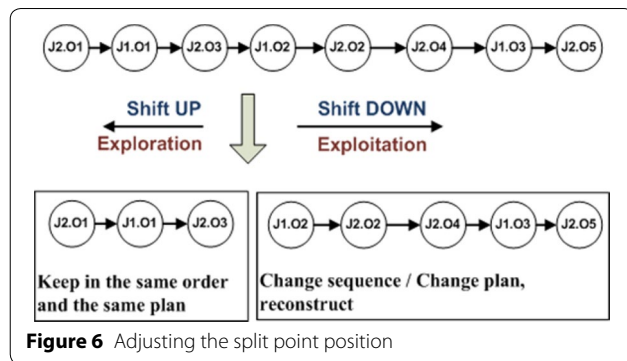 J2.O1 J1.O1 J2.O3 J1.O2 J2.O2 J2.O4 J1.O3 J2.O5
Shift UP Shift DOWN
Exploration Exploitation
J2.O1 J1.O1 J2.O3 J1.O2 J2.O2 J2.O4 J1.O3 J2.O5
Keep in the same order
and the same plan
Change sequence / Change plan,
reconstruct
Figure 6 Adjusting the split point position